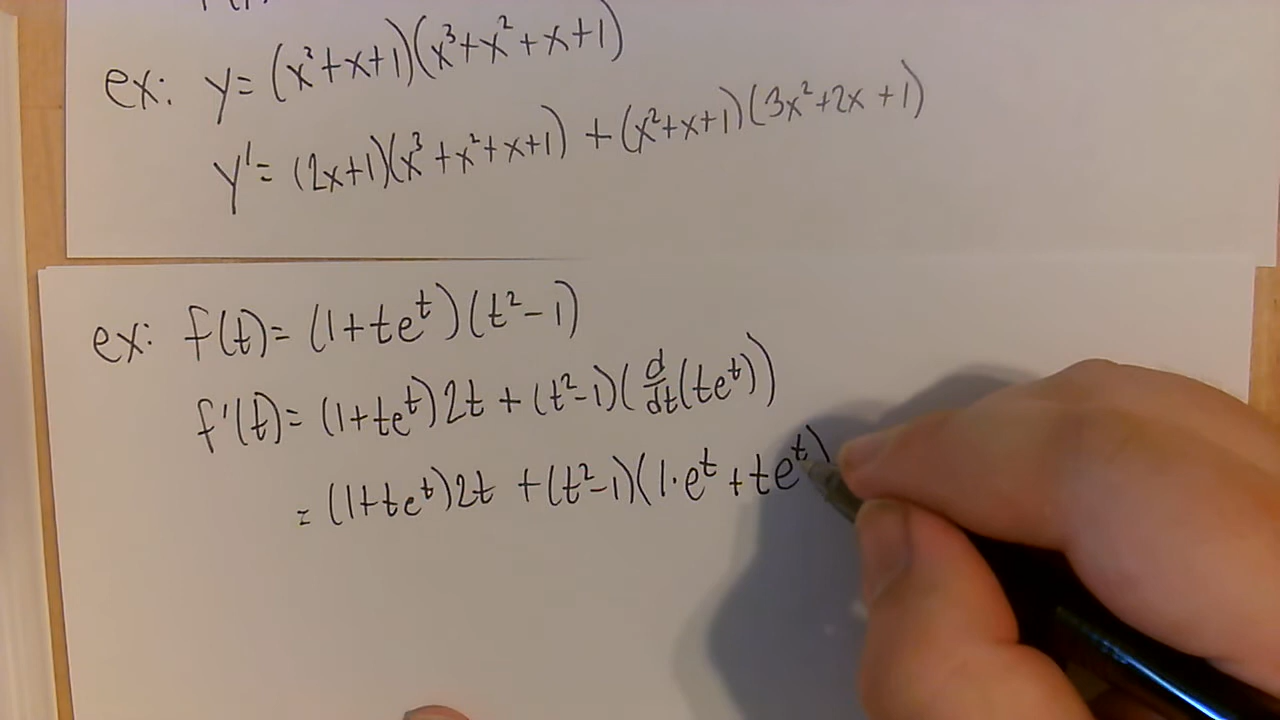 ex: y = (x²+x+1)(x³+x²+x+1)
y' = (2x+1)(x³+x²+x+1) + (x²+x+1)(3x²+2x+1)
ex: f(t) = (1+te^t)(t²-1)
f'(t) = (1+te^t)2t + (t²-1)(d/dt(te^t))
= (1+te^t)2t + (t²-1)(1·e^t + te^t)